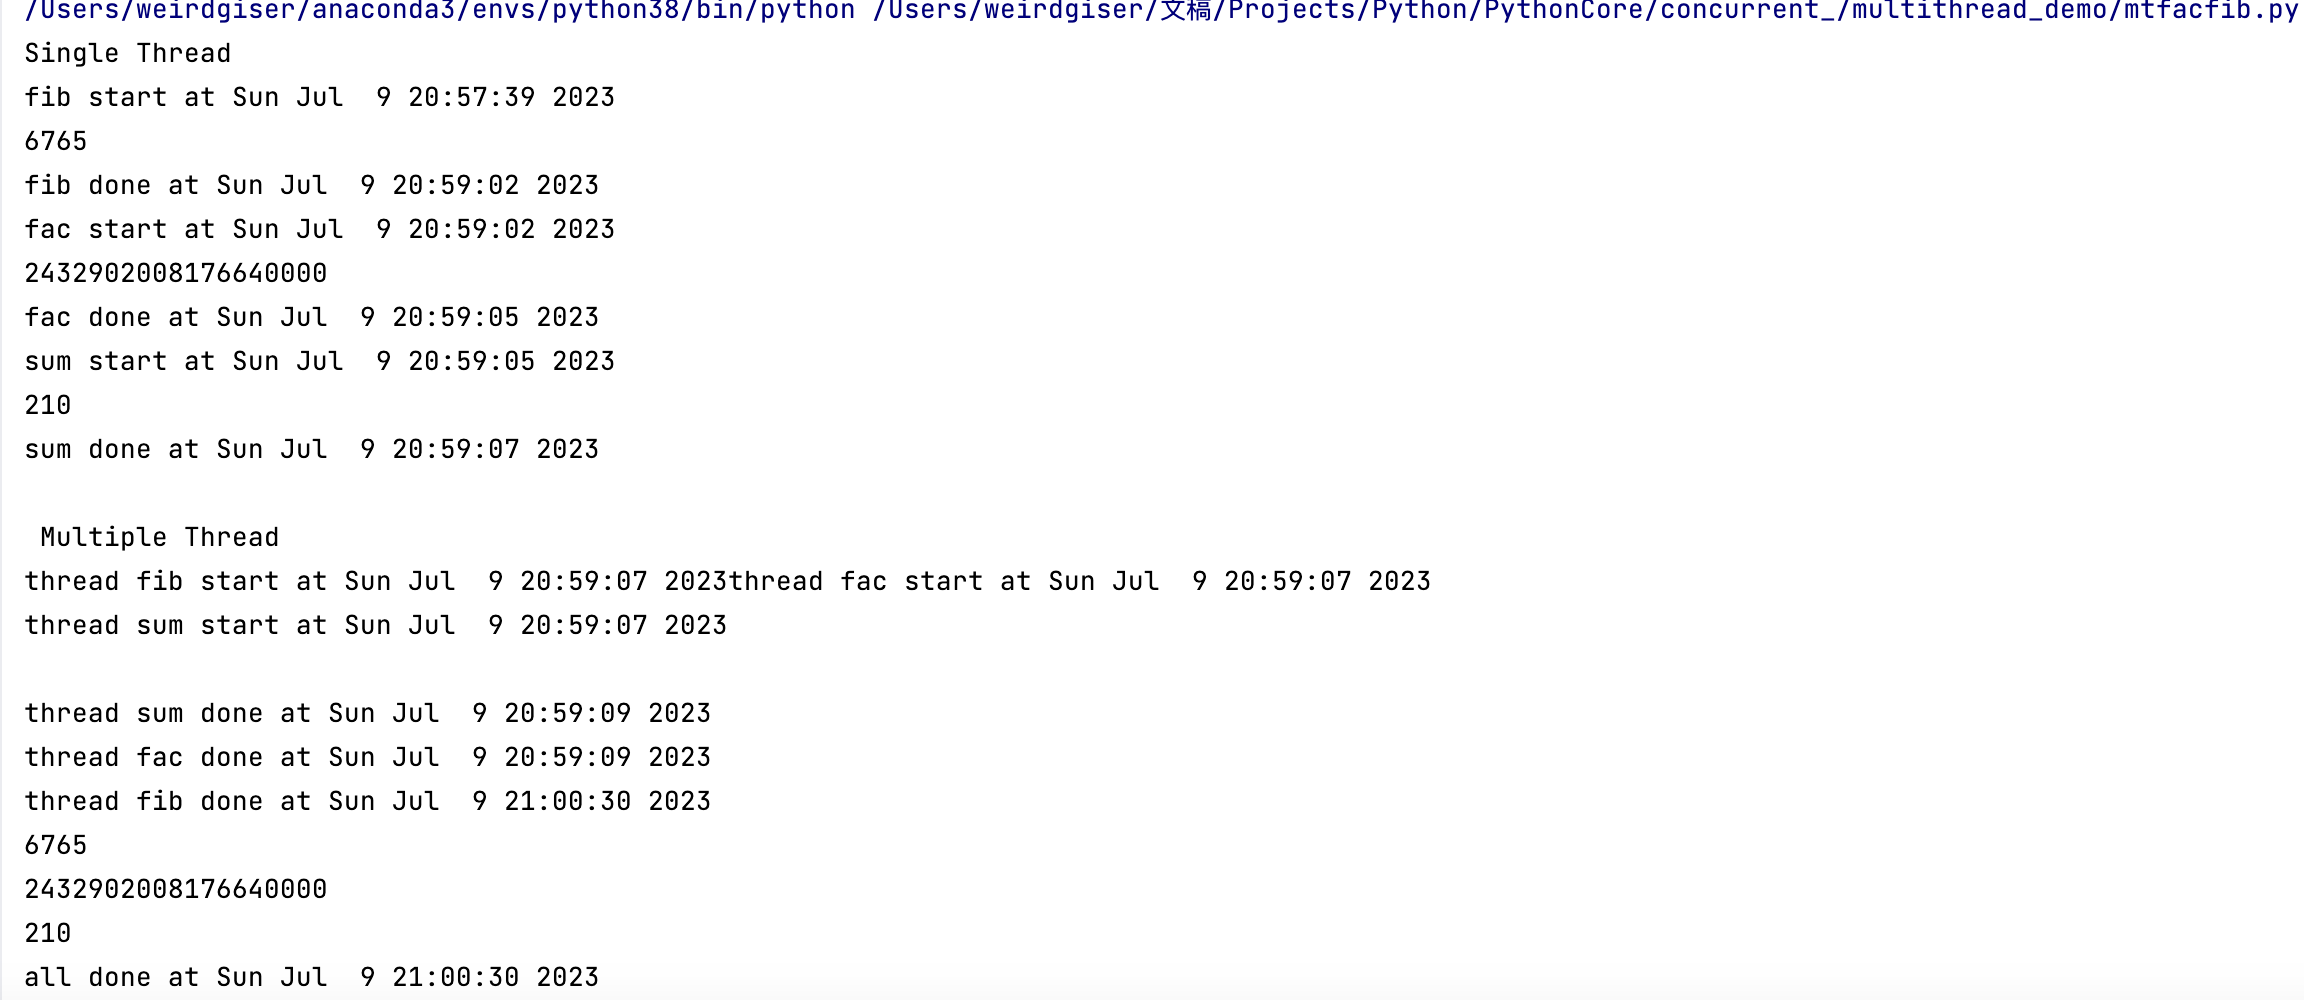 /Users/weirdgiser/anaconda3/envs/python38/bin/python /Users/weirdgiser/文稿/Projects/Python/PythonCore/concurrent_/multithread_demo/mtfacfib.py
Single Thread
fib start at Sun Jul  9 20:57:39 2023
6765
fib done at Sun Jul  9 20:59:02 2023
fac start at Sun Jul  9 20:59:02 2023
2432902008176640000
fac done at Sun Jul  9 20:59:05 2023
sum start at Sun Jul  9 20:59:05 2023
210
sum done at Sun Jul  9 20:59:07 2023

 Multiple Thread
thread fib start at Sun Jul  9 20:59:07 2023thread fac start at Sun Jul  9 20:59:07 2023
thread sum start at Sun Jul  9 20:59:07 2023

thread sum done at Sun Jul  9 20:59:09 2023
thread fac done at Sun Jul  9 20:59:09 2023
thread fib done at Sun Jul  9 21:00:30 2023
6765
2432902008176640000
210
all done at Sun Jul  9 21:00:30 2023